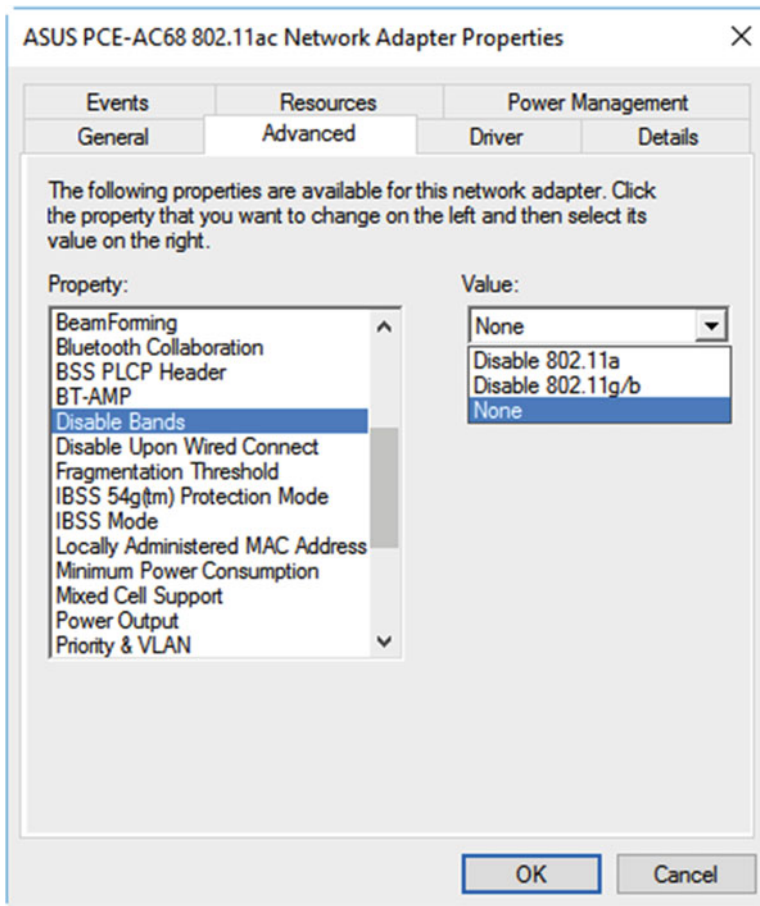 ASUS PCE-AC68 802.11ac Network Adapter Properties
Events
Resources
Power Management
General
Advanced
Driver
Details
The following properties are available for this network adapter. Click
the property that you want to change on the left and then select its
value on the right.
Property:
BeamForming
Bluetooth Collaboration
BSS PLCP Header
BT-AMP
Disable Bands
Disable Upon Wired Connect
Fragmentation Threshold
IBSS 54g(tm) Protection Mode
IBSS Mode
Locally Administered MAC Address
Minimum Power Consumption
Mixed Cell Support
Power Output
Priority & VLAN
Value:
None
Disable 802.11a
Disable 802.11g/b
None
OK
Cancel